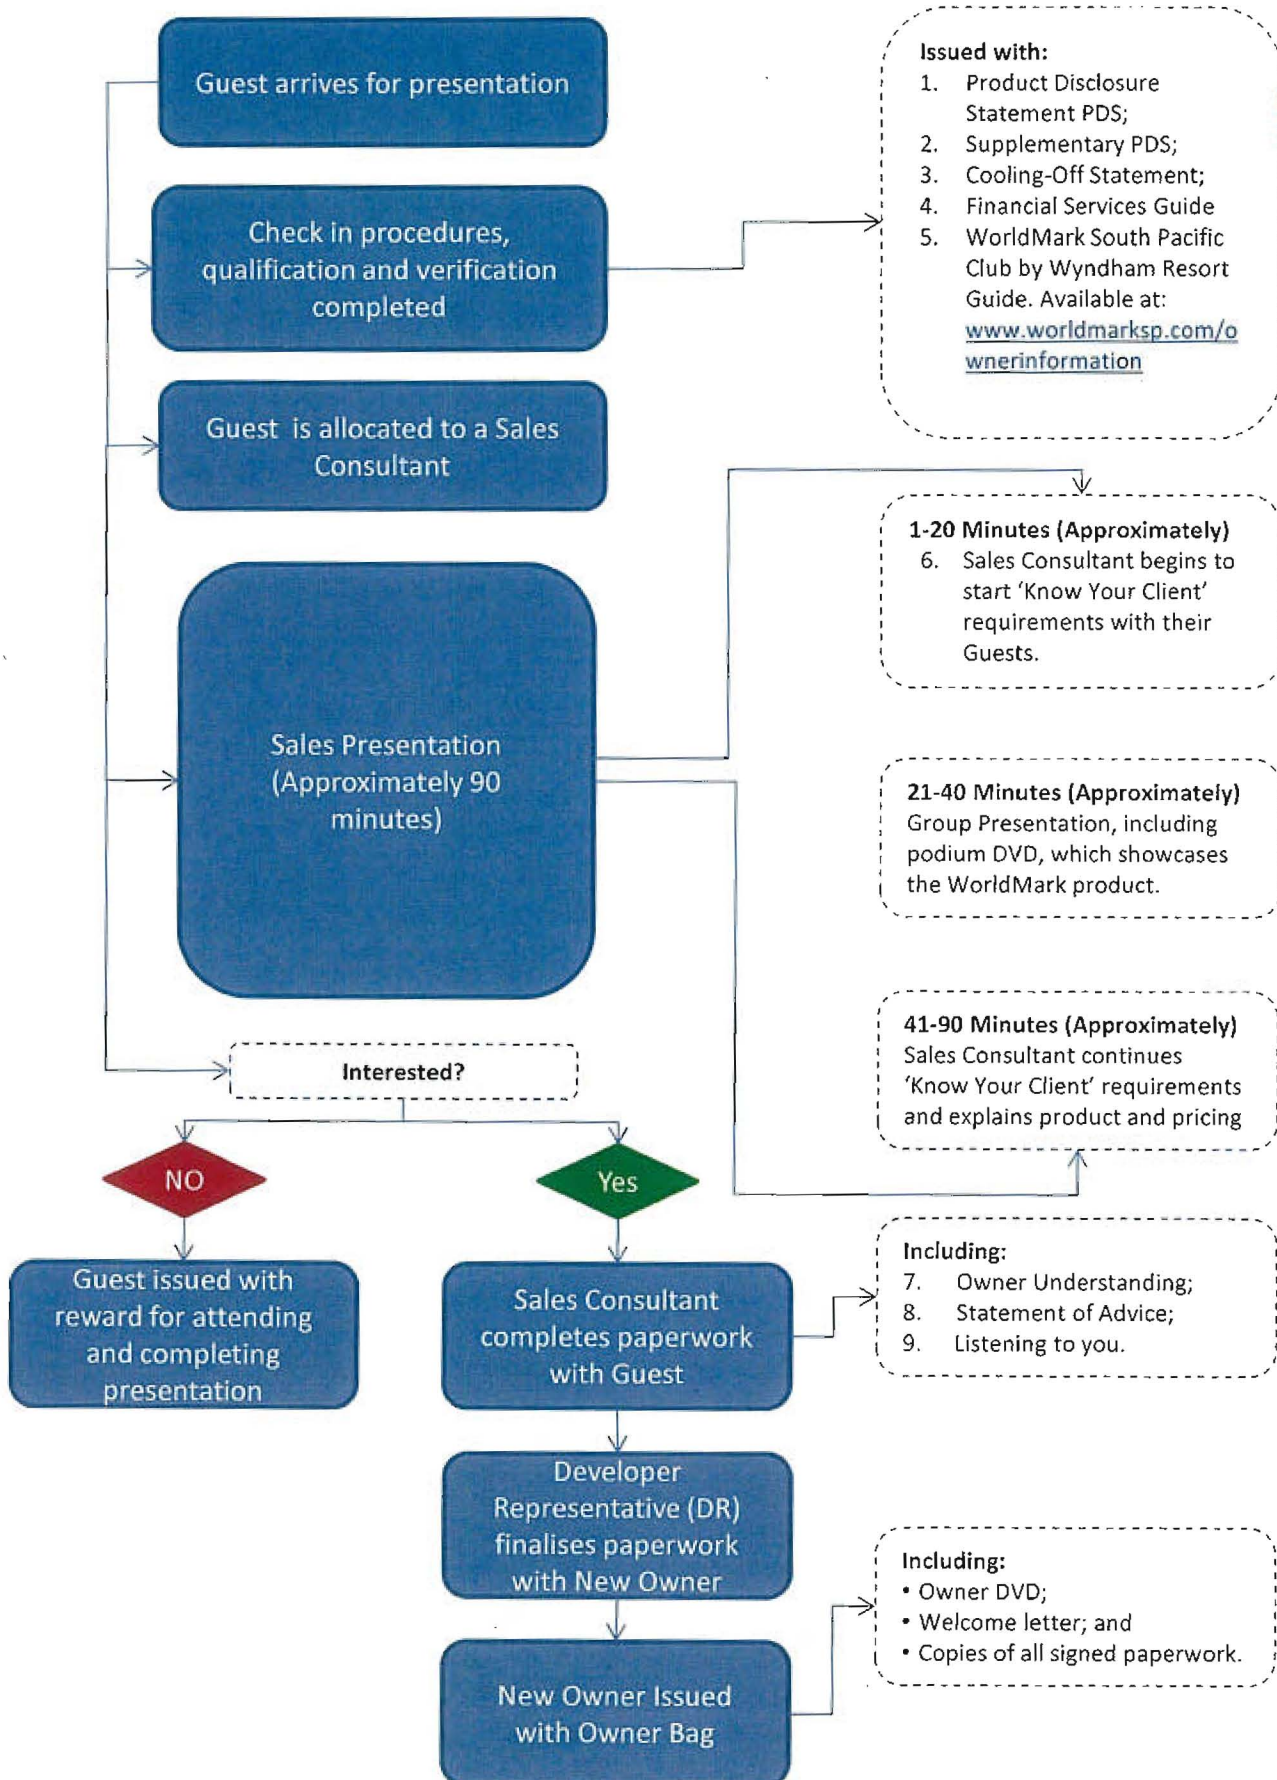 Guest arrives for presentation
Issued with:
1. Product Disclosure
Statement PDS;
2. Supplementary PDS;
3. Cooling-Off Statement;
4. Financial Services Guide
5. WorldMark South Pacific
Club by Wyndham Resort
Guide. Available at:
www.worldmarksp.com/o
wnerinformation
Check in procedures,
qualification and verification
completed
Guest is allocated to a Sales
Consultant
1-20 Minutes (Approximately)
6. Sales Consultant begins to
start ‘Know Your Client’
requirements with their
Guests.
Sales Presentation
(Approximately 90
minutes)
21-40 Minutes (Approximately)
Group Presentation, including
podium DVD, which showcases
the WorldMark product.
41-90 Minutes (Approximately)
Sales Consultant continues
‘Know Your Client’ requirements
and explains product and pricing
Interested?
NO
Yes
Guest issued with
reward for attending
and completing
presentation
Sales Consultant
completes paperwork
with Guest
Including:
7. Owner Understanding;
8. Statement of Advice;
9. Listening to you.
Developer
Representative (DR)
finalises paperwork
with New Owner
Including:
• Owner DVD;
• Welcome letter; and
• Copies of all signed paperwork.
New Owner Issued
with Owner Bag